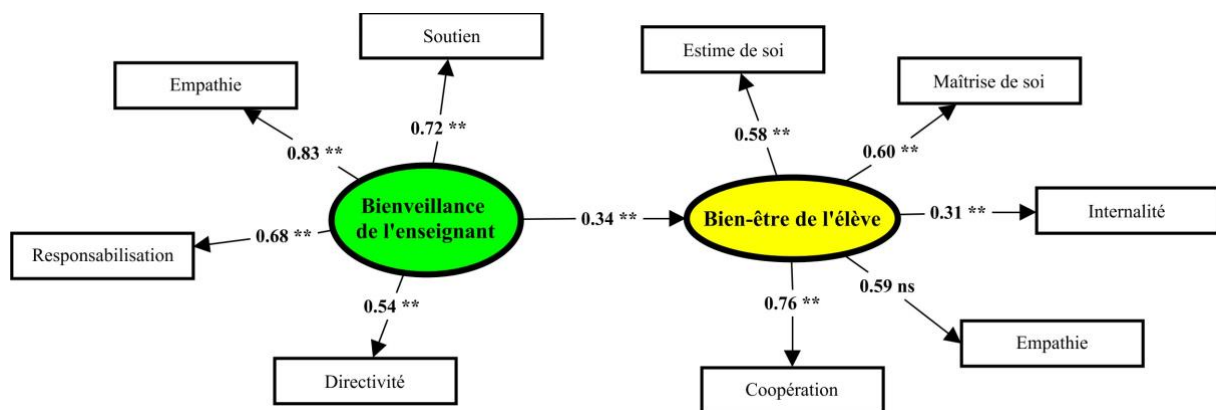 Soutien
Estime de soi
Empathie
Maîtrise de soi
0.72 **
0.58 **
0.83 **
0.60 **
Bienveillance
de l'enseignant
0.34 **
Bien-être de l'élève
0.31 **
Internalité
Responsabilisation
0.68 **
0.54 **
0.76 **
0.59 ns
Empathie
Directivité
Coopération